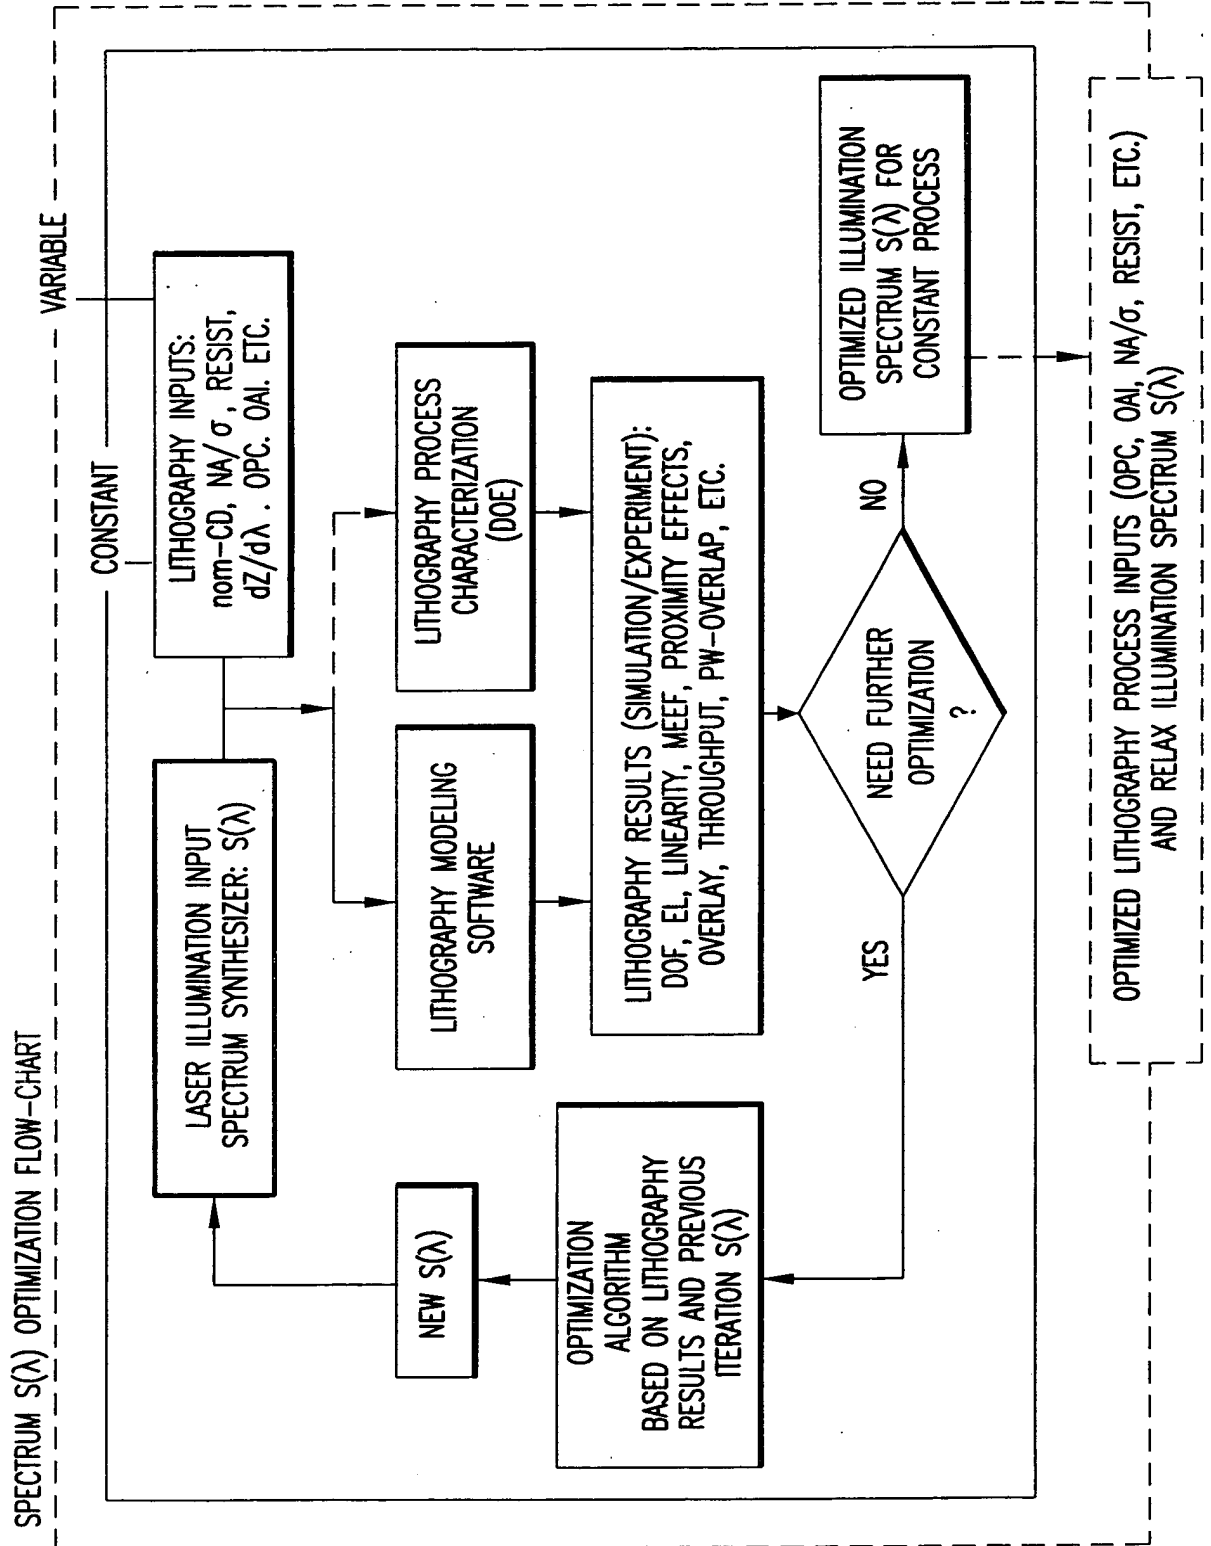 SPECTRUM S(λ) OPTIMIZATION FLOW-CHART
VARIABLE
CONSTANT
LASER ILLUMINATION INPUT
SPECTRUM SYNTHESIZER: S(λ)
LITHOGRAPHY INPUTS:
nom-CD, NA/σ, RESIST,
dZ/dλ . OPC. OAI. ETC.
NEW S(λ)
LITHOGRAPHY MODELING
SOFTWARE
LITHOGRAPHY PROCESS
CHARACTERIZATION
(DOE)
OPTIMIZATION
ALGORITHM
BASED ON LITHOGRAPHY
RESULTS AND PREVIOUS
ITERATION S(λ)
LITHOGRAPHY RESULTS (SIMULATION/EXPERIMENT):
DOF, EL, LINEARITY, MEEF, PROXIMITY EFFECTS,
OVERLAY, THROUGHPUT, PW-OVERLAP, ETC.
YES
NEED FURTHER
OPTIMIZATION
?
NO
OPTIMIZED ILLUMINATION
SPECTRUM S(λ) FOR
CONSTANT PROCESS
OPTIMIZED LITHOGRAPHY PROCESS INPUTS (OPC, OAI, NA/σ, RESIST, ETC.)
AND RELAX ILLUMINATION SPECTRUM S(λ)